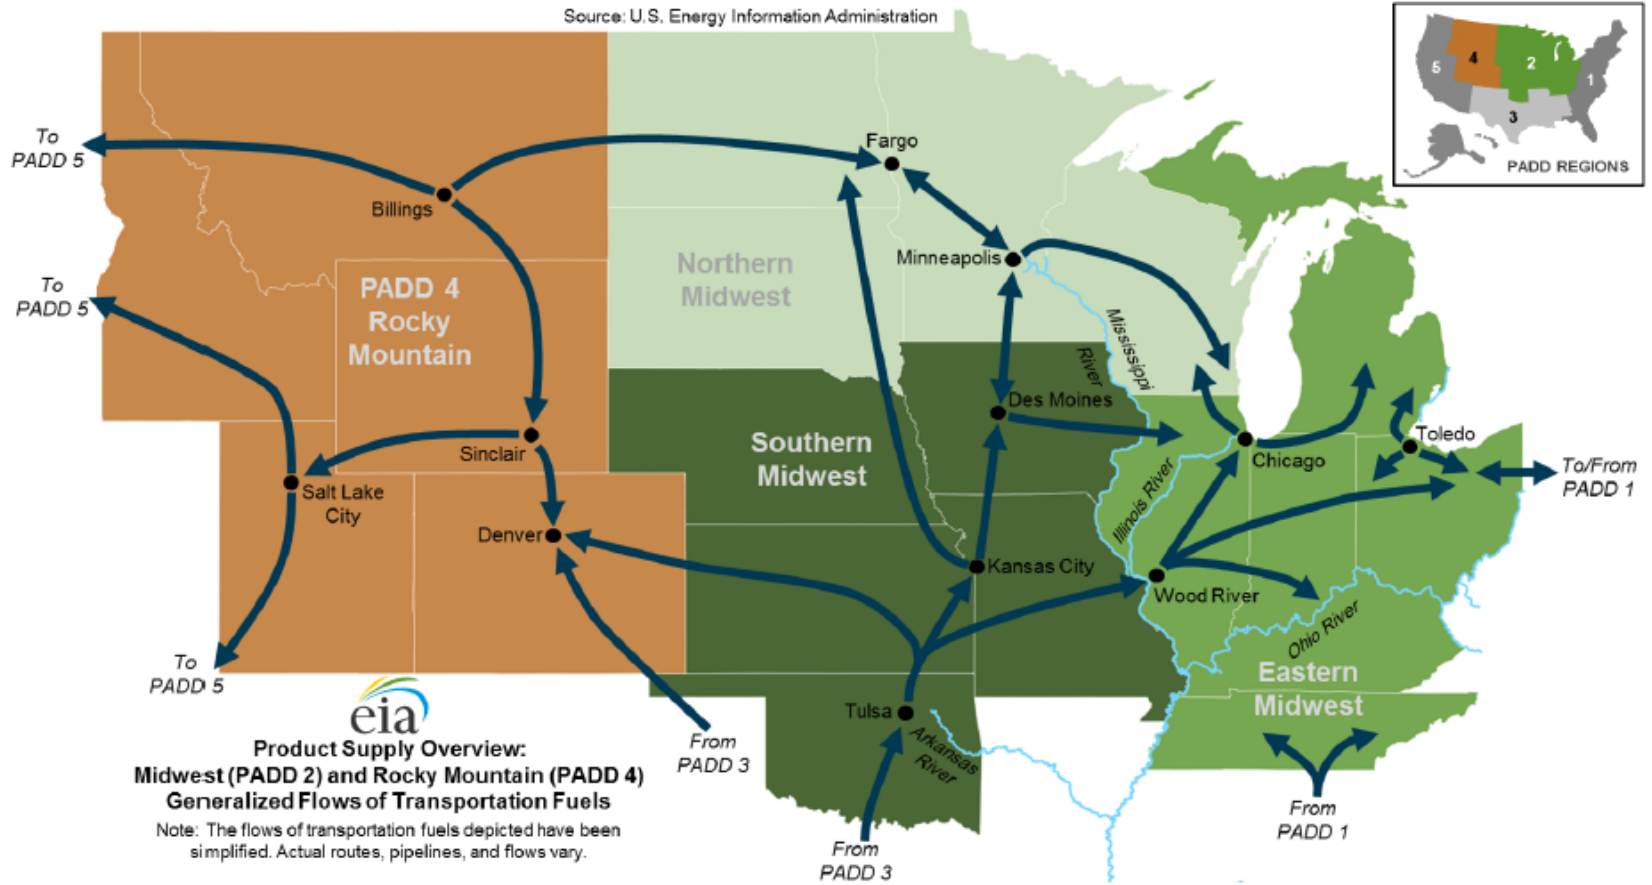 Source: U.S. Energy Information Administration
5
4
2
1
3
PADD REGIONS
To
PADD 5
Billings
Fargo
Minneapolis
Northern
Midwest
To
PADD 5
PADD 4
Rocky
Mountain
Mississippi
River
Des Moines
Southern
Midwest
Sinclair
Salt Lake
City
Denver
Chicago
Toledo
To/From
PADD 1
Illinois River
Kansas City
Wood River
Ohio River
Eastern
Midwest
To
PADD 5
Tulsa
Arkansas
River
From
PADD 3
From
PADD 3
From
PADD 1
eia
Product Supply Overview:
Midwest (PADD 2) and Rocky Mountain (PADD 4)
Generalized Flows of Transportation Fuels
Note: The flows of transportation fuels depicted have been
simplified. Actual routes, pipelines, and flows vary.